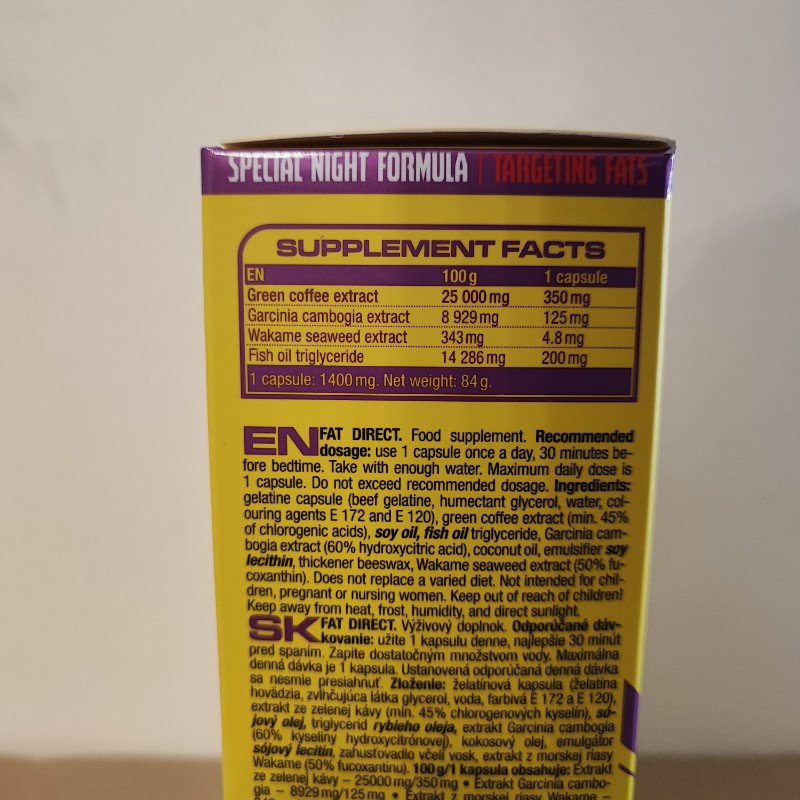 SPECIAL NIGHT FORMULA | TARGETING FATS
SUPPLEMENT FACTS
EN 100 g 1 capsule
Green coffee extract 25 000 mg 350 mg
Garcinia cambogia extract 8 929 mg 125 mg
Wakame seaweed extract 343 mg 4.8 mg
Fish oil triglyceride 14 286 mg 200 mg
1 capsule: 1400 mg. Net weight: 84 g.
EN FAT DIRECT. Food supplement. Recommended
dosage: use 1 capsule once a day, 30 minutes be-
fore bedtime. Take with enough water. Maximum daily dose is
1 capsule. Do not exceed recommended dosage. Ingredients:
gelatine capsule (beef gelatine, humectant glycerol, water, col-
ouring agents E 172 and E 120), green coffee extract (min. 45%
of chlorogenic acids), soy oil, fish oil triglyceride, Garcinia cam-
bogia extract (60% hydroxycitric acid), coconut oil, emulsifier soy
lecithin, thickener beeswax, Wakame seaweed extract (50% fu-
coxanthin). Does not replace a varied diet. Not intended for chil-
dren, pregnant or nursing women. Keep out of reach of children!
Keep away from heat, frost, humidity, and direct sunlight.
SK FAT DIRECT. Výživový doplnok. Odporúčané dáv-
kovanie: užite 1 kapsulu denne, najlepšie 30 minút
pred spaním. Zapite dostatočným množstvom vody. Maximálna
denná dávka je 1 kapsula. Ustanovená odporúčaná denná dávka
sa nesmie presiahnuť. Zloženie: želatínová kapsula (želatína
hovädzia, zvlhčujúca látka glycerol, voda, farbivá E 172 a E 120),
extrakt zo zelenej kávy (min. 45% chlorogenových kyselín), só-
jový olej, triglycerid rybieho oleja, extrakt Garcinia cambogia
(60% kyseliny hydroxycitrónovej), kokosový olej, emulgátor
sójový lecitín, zahusťovadlo včelí vosk, extrakt z morskej riasy
Wakame (50% fucoxantínu). 100 g/1 kapsula obsahuje: Extrakt
ze zelenej kávy – 25000 mg/350 mg • Extrakt Garcinia cambo-
gia – 8929 mg/125 mg • Extrakt z morskej riasy Wakame –